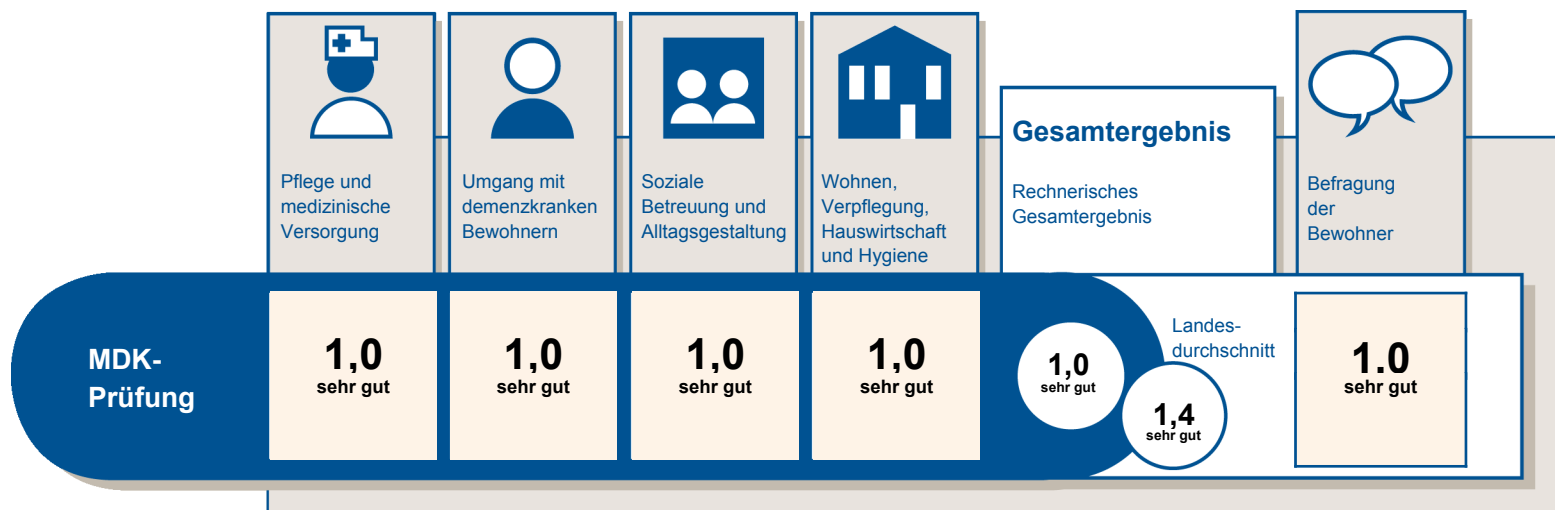 Pflege und
medizinische
Versorgung
Umgang mit
demenzkranken
Bewohnern
Soziale
Betreuung und
Alltagsgestaltung
Wohnen,
Verpflegung,
Hauswirtschaft
und Hygiene
Gesamtergebnis
Rechnerisches
Gesamtergebnis
Befragung
der
Bewohner
MDK-
Prüfung
1,0
sehr gut
1,0
sehr gut
1,0
sehr gut
1,0
sehr gut
1,0
sehr gut
Landes-
durchschnitt
1,4
sehr gut
1.0
sehr gut